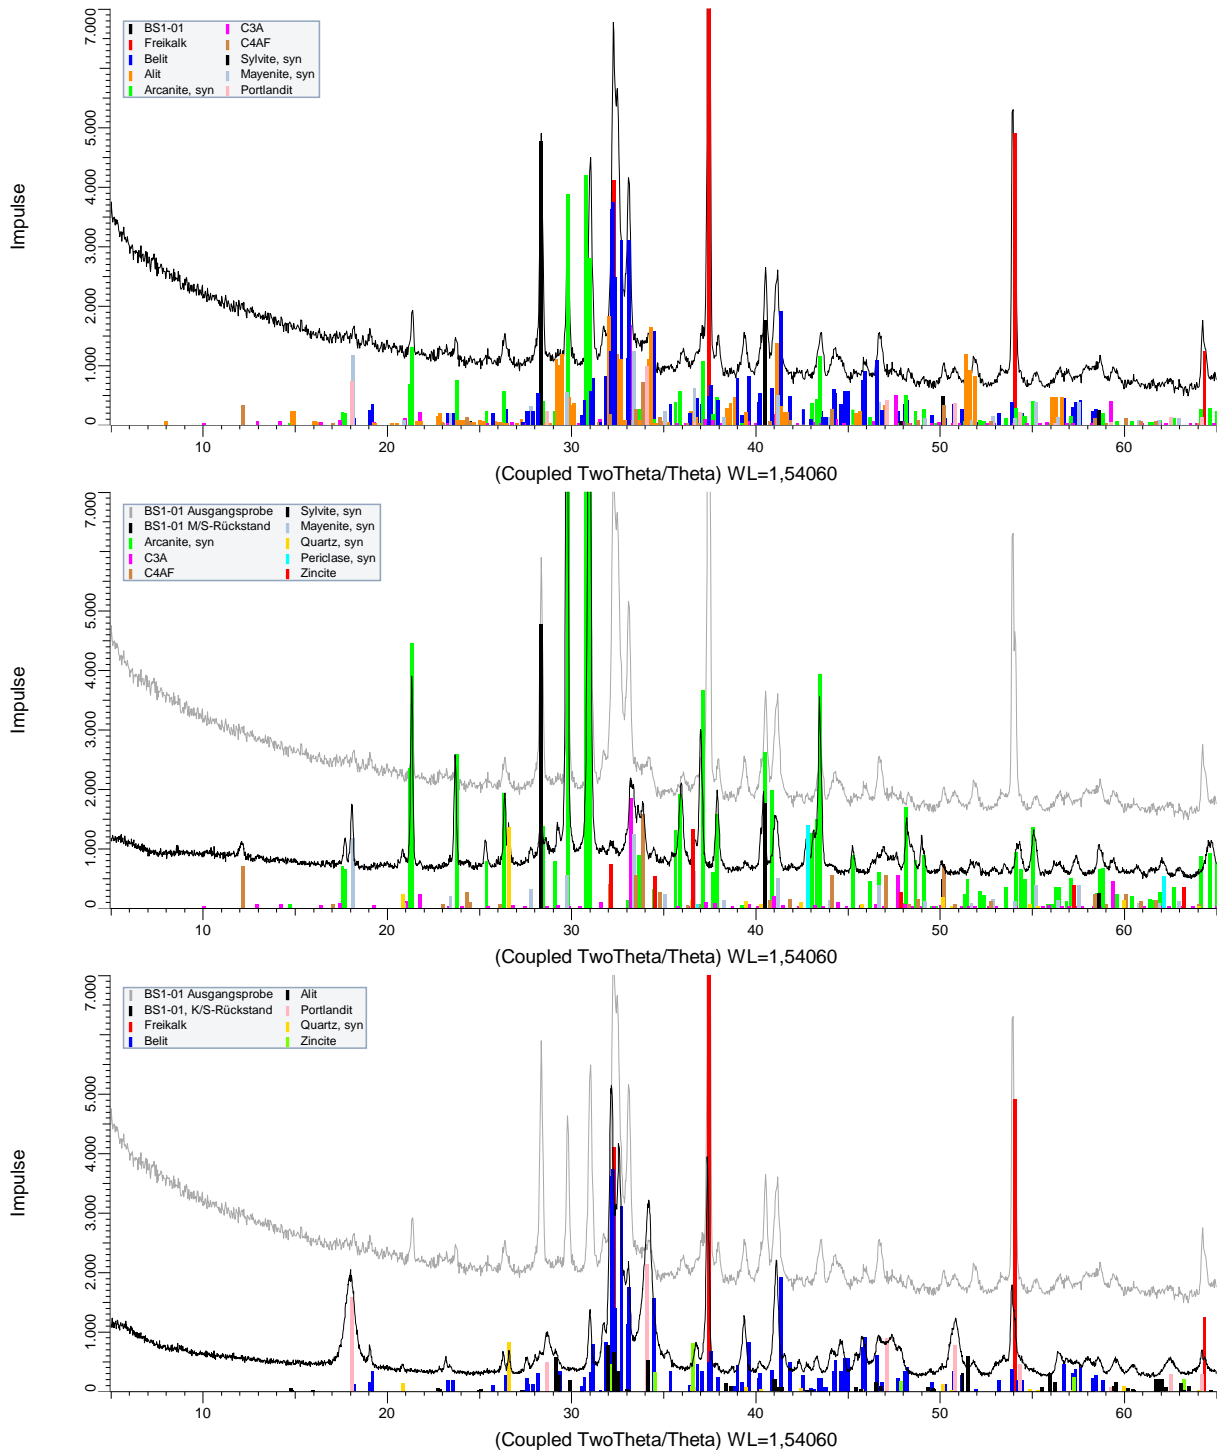 BS1-01 C3A
Freikalk C4AF
Belit Sylvite, syn
Alit Mayenite, syn
Arcanite, syn Portlandit
Impulse
7.000
5.000
4.000
3.000
2.000
1.000
0
10 20 30 40 50 60
(Coupled TwoTheta/Theta) WL=1,54060
BS1-01 Ausgangsprobe Sylvite, syn
BS1-01 M/S-Rückstand Mayenite, syn
Arcanite, syn Quartz, syn
C3A Periclase, syn
C4AF Zincite
Impulse
7.000
5.000
4.000
3.000
2.000
1.000
0
10 20 30 40 50 60
(Coupled TwoTheta/Theta) WL=1,54060
BS1-01 Ausgangsprobe Alit
BS1-01, K/S-Rückstand Portlandit
Freikalk Quartz, syn
Belit Zincite
Impulse
7.000
5.000
4.000
3.000
2.000
1.000
0
10 20 30 40 50 60
(Coupled TwoTheta/Theta) WL=1,54060